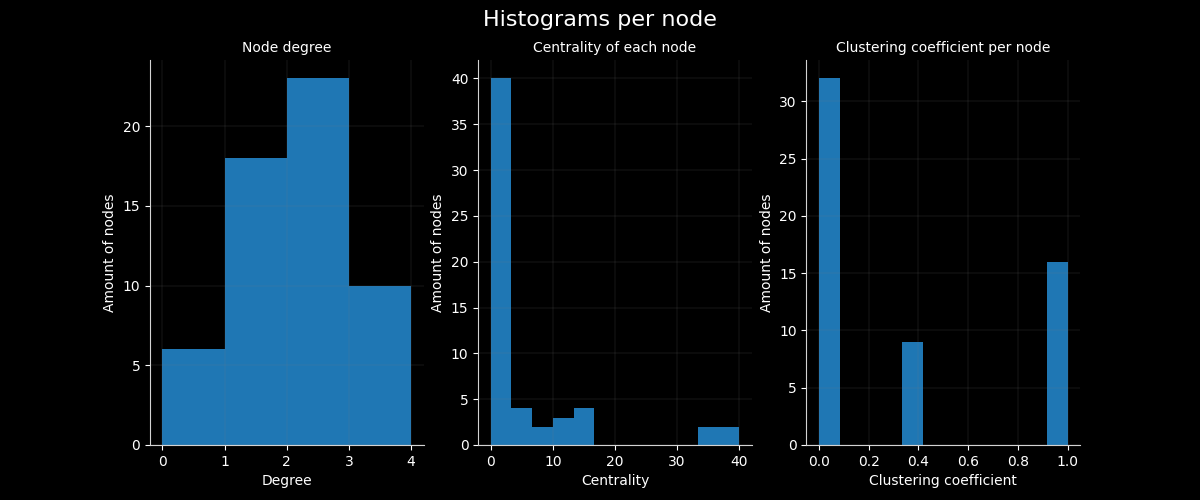 Histograms per node
Node degree
Amount of nodes
20
15
10
5
0
0 1 2 3 4
Degree
Centrality of each node
Amount of nodes
40
35
30
25
20
15
10
5
0
0 10 20 30 40
Centrality
Clustering coefficient per node
Amount of nodes
30
25
20
15
10
5
0
0.0 0.2 0.4 0.6 0.8 1.0
Clustering coefficient